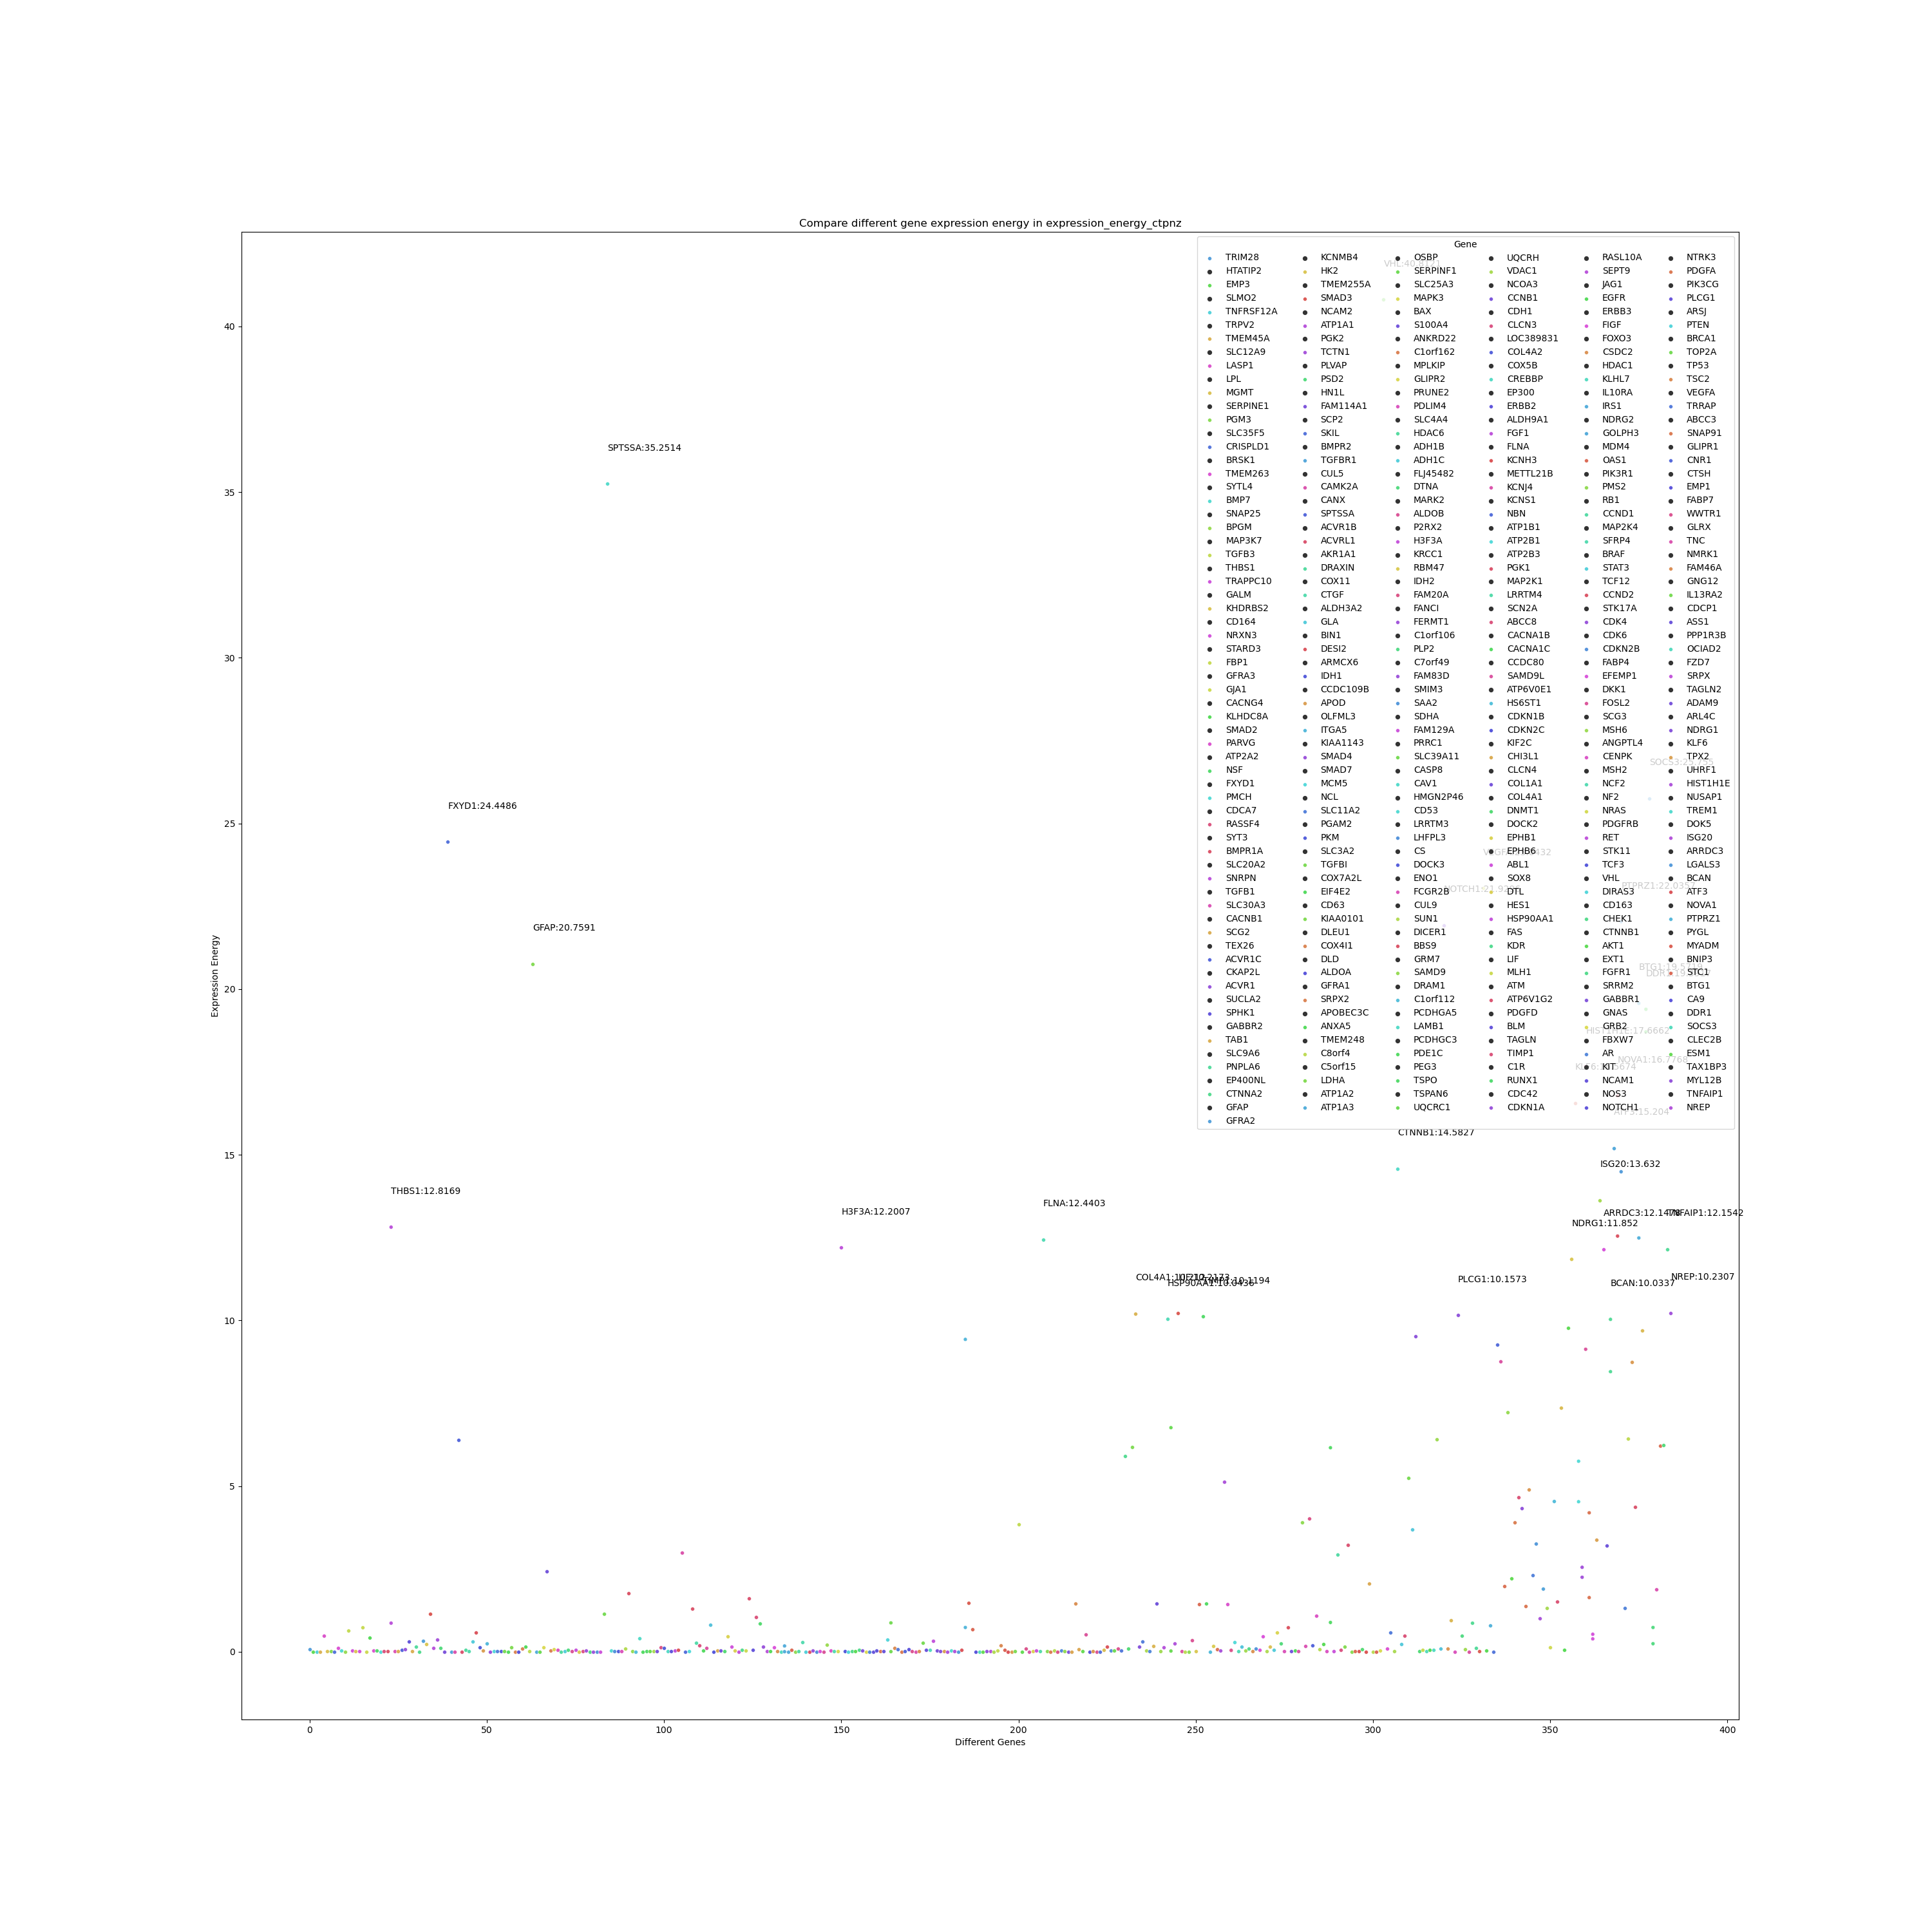 Compare different gene expression energy in expression_energy_ctpnz
Gene
TRIM28 KCNMB4 OSBP UQCRH RASL10A NTRK3
HTATIP2 HK2 SERPINF1 VDAC1 SEPT9 PDGFA
EMP3 TMEM255A SLC25A3 NCOA3 JAG1 PIK3CG
SLMO2 SMAD3 MAPK3 CCNB1 EGFR PLCG1
TNFRSF12A NCAM2 BAX CDH1 ERBB3 ARSJ
TRPV2 ATP1A1 S100A4 CLCN3 FIGF PTEN
TMEM45A PGK2 ANKRD22 LOC389831 FOXO3 BRCA1
SLC12A9 TCTN1 C1orf162 COL4A2 CSDC2 TOP2A
LASP1 PLVAP MPLKIP COX5B HDAC1 TP53
LPL PSD2 GLIPR2 CREBBP KLHL7 TSC2
MGMT HN1L PRUNE2 EP300 IL10RA VEGFA
SERPINE1 FAM114A1 PDLIM4 ERBB2 IRS1 TRRAP
PGM3 SCP2 SLC4A4 ALDH9A1 NDRG2 ABCC3
SLC35F5 SKIL HDAC6 FGF1 GOLPH3 SNAP91
CRISPLD1 BMPR2 ADH1B FLNA MDM4 GLIPR1
BRSK1 TGFBR1 ADH1C KCNH3 OAS1 CNR1
TMEM263 CUL5 FLJ45482 METTL21B PIK3R1 CTSH
SYTL4 CAMK2A DTNA KCNJ4 PMS2 EMP1
BMP7 CANX MARK2 KCNS1 RB1 FABP7
SNAP25 SPTSSA ALDOB NBN CCND1 WWTR1
BPGM ACVR1B P2RX2 ATP1B1 MAP2K4 GLRX
MAP3K7 ACVRL1 H3F3A ATP2B1 SFRP4 TNC
TGFB3 AKR1A1 KRCC1 ATP2B3 BRAF NMRK1
THBS1 DRAXIN RBM47 PGK1 STAT3 FAM46A
TRAPPC10 COX11 IDH2 MAP2K1 TCF12 GNG12
GALM CTGF FAM20A LRRTM4 CCND2 IL13RA2
KHDRBS2 ALDH3A2 FANCI SCN2A STK17A CDCP1
CD164 GLA FERMT1 ABCC8 CDK4 ASS1
NRXN3 BIN1 C1orf106 CACNA1B CDK6 PPP1R3B
STARD3 DESI2 PLP2 CACNA1C CDKN2B OCIAD2
FBP1 ARMCX6 C7orf49 CCDC80 FABP4 FZD7
GFRA3 IDH1 FAM83D SAMD9L EFEMP1 SRPX
GJA1 CCDC109B SMIM3 ATP6V0E1 DKK1 TAGLN2
CACNG4 APOD SAA2 HS6ST1 FOSL2 ADAM9
KLHDC8A OLFML3 SDHA CDKN1B SCG3 ARL4C
SMAD2 ITGA5 FAM129A CDKN2C MSH6 NDRG1
PARVG KIAA1143 PRRC1 KIF2C ANGPTL4 KLF6
ATP2A2 SMAD4 SLC39A11 CHI3L1 CENPK TPX2
NSF SMAD7 CASP8 CLCN4 MSH2 UHRF1
FXYD1 MCM5 CAV1 COL1A1 NCF2 HIST1H1E
PMCH NCL HMGN2P46 COL4A1 NF2 NUSAP1
CDCA7 SLC11A2 CD53 DNMT1 NRAS TREM1
RASSF4 PGAM2 LRRTM3 DOCK2 PDGFRB DOK5
SYT3 PKM LHFPL3 EPHB1 RET ISG20
BMPR1A SLC3A2 CS EPHB6 STK11 ARRDC3
SLC20A2 TGFBI DOCK3 ABL1 TCF3 LGALS3
SNRPN COX7A2L ENO1 SOX8 VHL BCAN
TGFB1 EIF4E2 FCGR2B DTL DIRAS3 ATF3
SLC30A3 CD63 CUL9 HES1 CD163 NOVA1
CACNB1 KIAA0101 SUN1 HSP90AA1 CHEK1 PTPRZ1
SCG2 DLEU1 DICER1 FAS CTNNB1 PYGL
TEX26 COX4I1 BBS9 KDR AKT1 MYADM
ACVR1C DLD GRM7 LIF EXT1 BNIP3
CKAP2L ALDOA SAMD9 MLH1 FGFR1 STC1
ACVR1 GFRA1 DRAM1 ATM SRRM2 BTG1
SUCLA2 SRPX2 C1orf112 ATP6V1G2 GABBR1 CA9
SPHK1 APOBEC3C PCDHGA5 PDGFD GNAS DDR1
GABBR2 ANXA5 LAMB1 BLM GRB2 SOCS3
TAB1 TMEM248 PCDHGC3 TAGLN FBXW7 CLEC2B
SLC9A6 C8orf4 PDE1C TIMP1 AR ESM1
PNPLA6 C5orf15 PEG3 C1R KIT TAX1BP3
EP400NL LDHA TSPO RUNX1 NCAM1 MYL12B
CTNNA2 ATP1A2 TSPAN6 CDC42 NOS3 TNFAIP1
GFAP ATP1A3 UQCRC1 CDKN1A NOTCH1 NREP
GFRA2
SPTSSA:35.2514
FXYD1:24.4486
GFAP:20.7591
HIST1H1E:17.6662
NOVA1:16.7768
CTNNB1:14.5827
ISG20:13.632
THBS1:12.8169
FLNA:12.4403
H3F3A:12.2007
TNFAIP1:12.1542
NDRG1:11.852
HSP90AA1:10.0436
PLCG1:10.1573
BCAN:10.0337
NREP:10.2307
40
35
30
25
20
15
10
5
0
Expression Energy
0 50 100 150 200 250 300 350 400
Different Genes